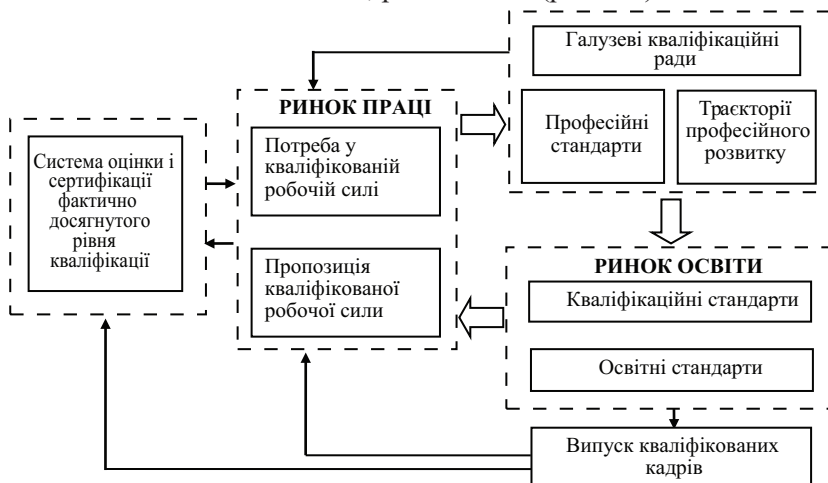 Галузеві кваліфікаційні
ради
РИНОК ПРАЦІ
Потреба у
кваліфікованій
робочій силі
Професійні
стандарти
Траєкторії
професійного
розвитку
Система оцінки і
сертифікації
фактично
досягнутого
рівня
кваліфікації
Пропозиція
кваліфікованої
робочої сили
РИНОК ОСВІТИ
Кваліфікаційні стандарти
Освітні стандарти
Випуск кваліфікованих
кадрів